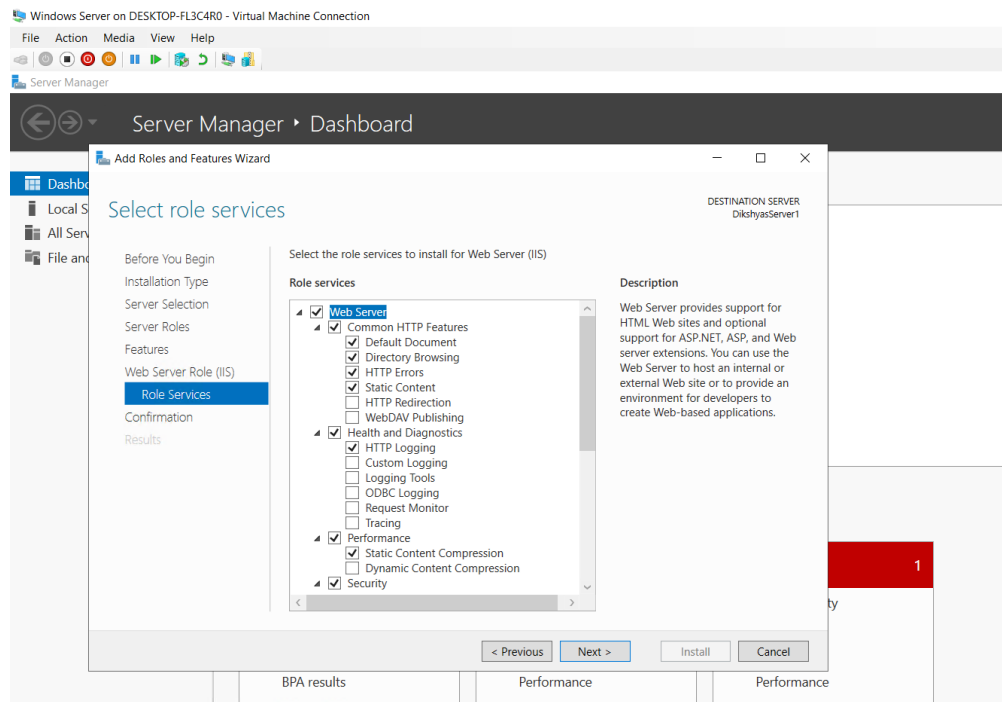 Windows Server on DESKTOP-FL3C4R0 - Virtual Machine Connection
File Action Media View Help
Server Manager
Server Manager ‣ Dashboard
Add Roles and Features Wizard
Select role services
DESTINATION SERVER
DikshyasServer1
Dashbo
Local S
All Serv
File and
Before You Begin
Installation Type
Server Selection
Server Roles
Features
Web Server Role (IIS)
Role Services
Confirmation
Results
Select the role services to install for Web Server (IIS)
Role services
Web Server
Common HTTP Features
Default Document
Directory Browsing
HTTP Errors
Static Content
HTTP Redirection
WebDAV Publishing
Health and Diagnostics
HTTP Logging
Custom Logging
Logging Tools
ODBC Logging
Request Monitor
Tracing
Performance
Static Content Compression
Dynamic Content Compression
Security
Description
Web Server provides support for
HTML Web sites and optional
support for ASP.NET, ASP, and Web
server extensions. You can use the
Web Server to host an internal or
external Web site or to provide an
environment for developers to
create Web-based applications.
1
ty
< Previous
Next >
Install
Cancel
BPA results
Performance
Performance